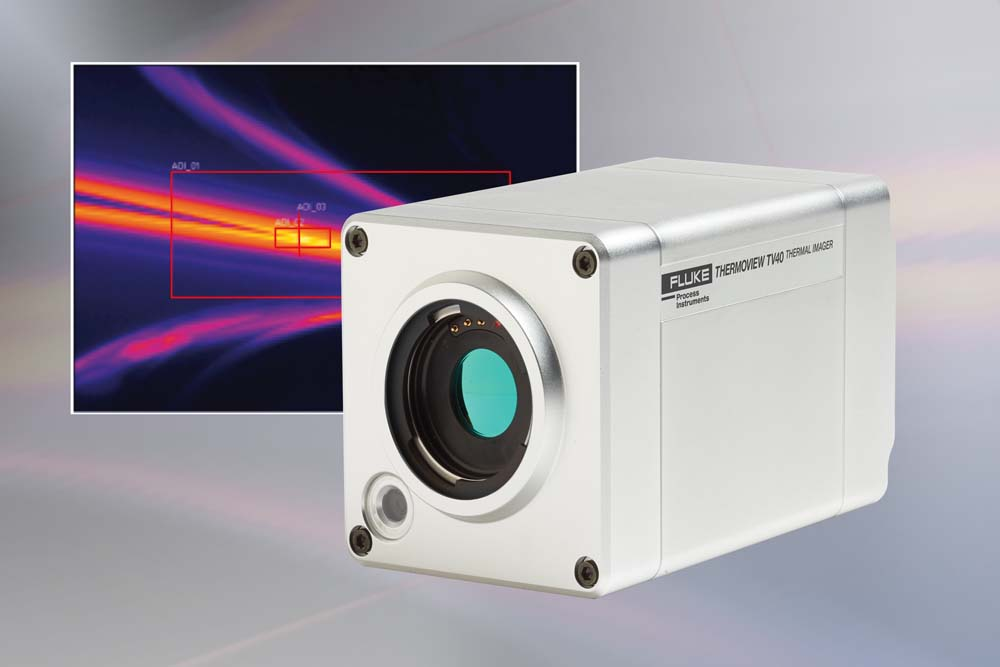 AOI_01
AOI_03
AOI_02
FLUKE THERMOVIEW TV40 THERMAL IMAGER
Process
Instruments